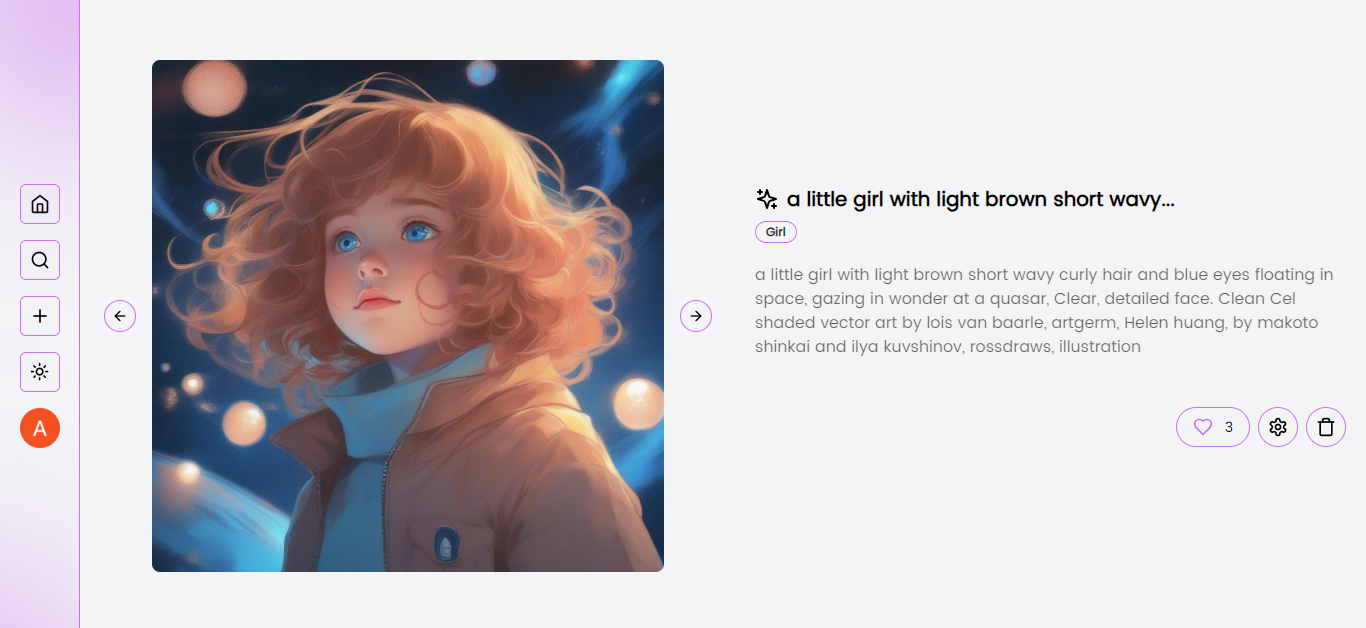 A
a little girl with light brown short wavy...
Girl
a little girl with light brown short wavy curly hair and blue eyes floating in
space, gazing in wonder at a quasar, Clear, detailed face. Clean Cel
shaded vector art by lois van baarle, artgerm, Helen huang, by makoto
shinkai and ilya kuvshinov, rossdraws, illustration
3